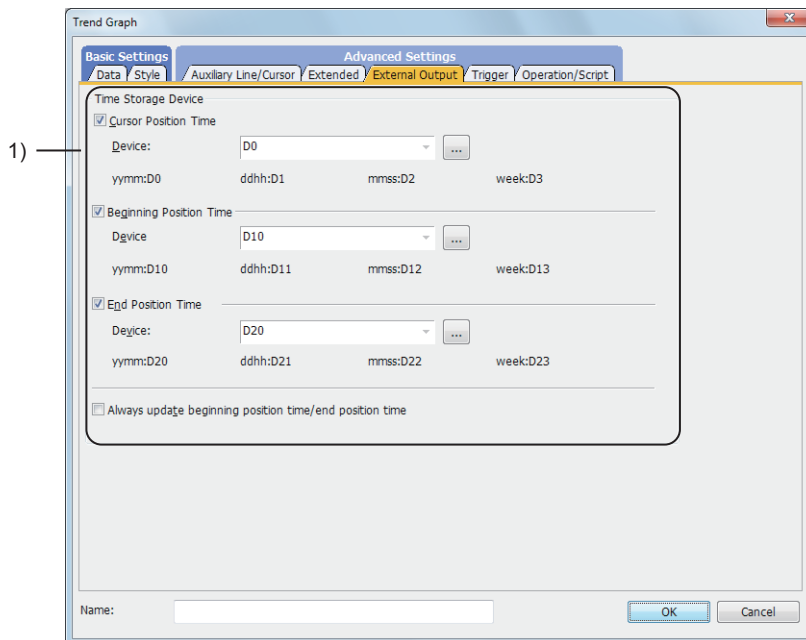 Trend Graph
x
Basic Settings Advanced Settings
Data Style Auxiliary Line/Cursor Extended External Output Trigger Operation/Script
Time Storage Device
Cursor Position Time
1)
Device: D0 ...
yymm:D0 ddhh:D1 mmss:D2 week:D3
Beginning Position Time
Device D10 ...
yymm:D10 ddhh:D11 mmss:D12 week:D13
End Position Time
Device: D20 ...
yymm:D20 ddhh:D21 mmss:D22 week:D23
Always update beginning position time/end position time
Name: OK Cancel